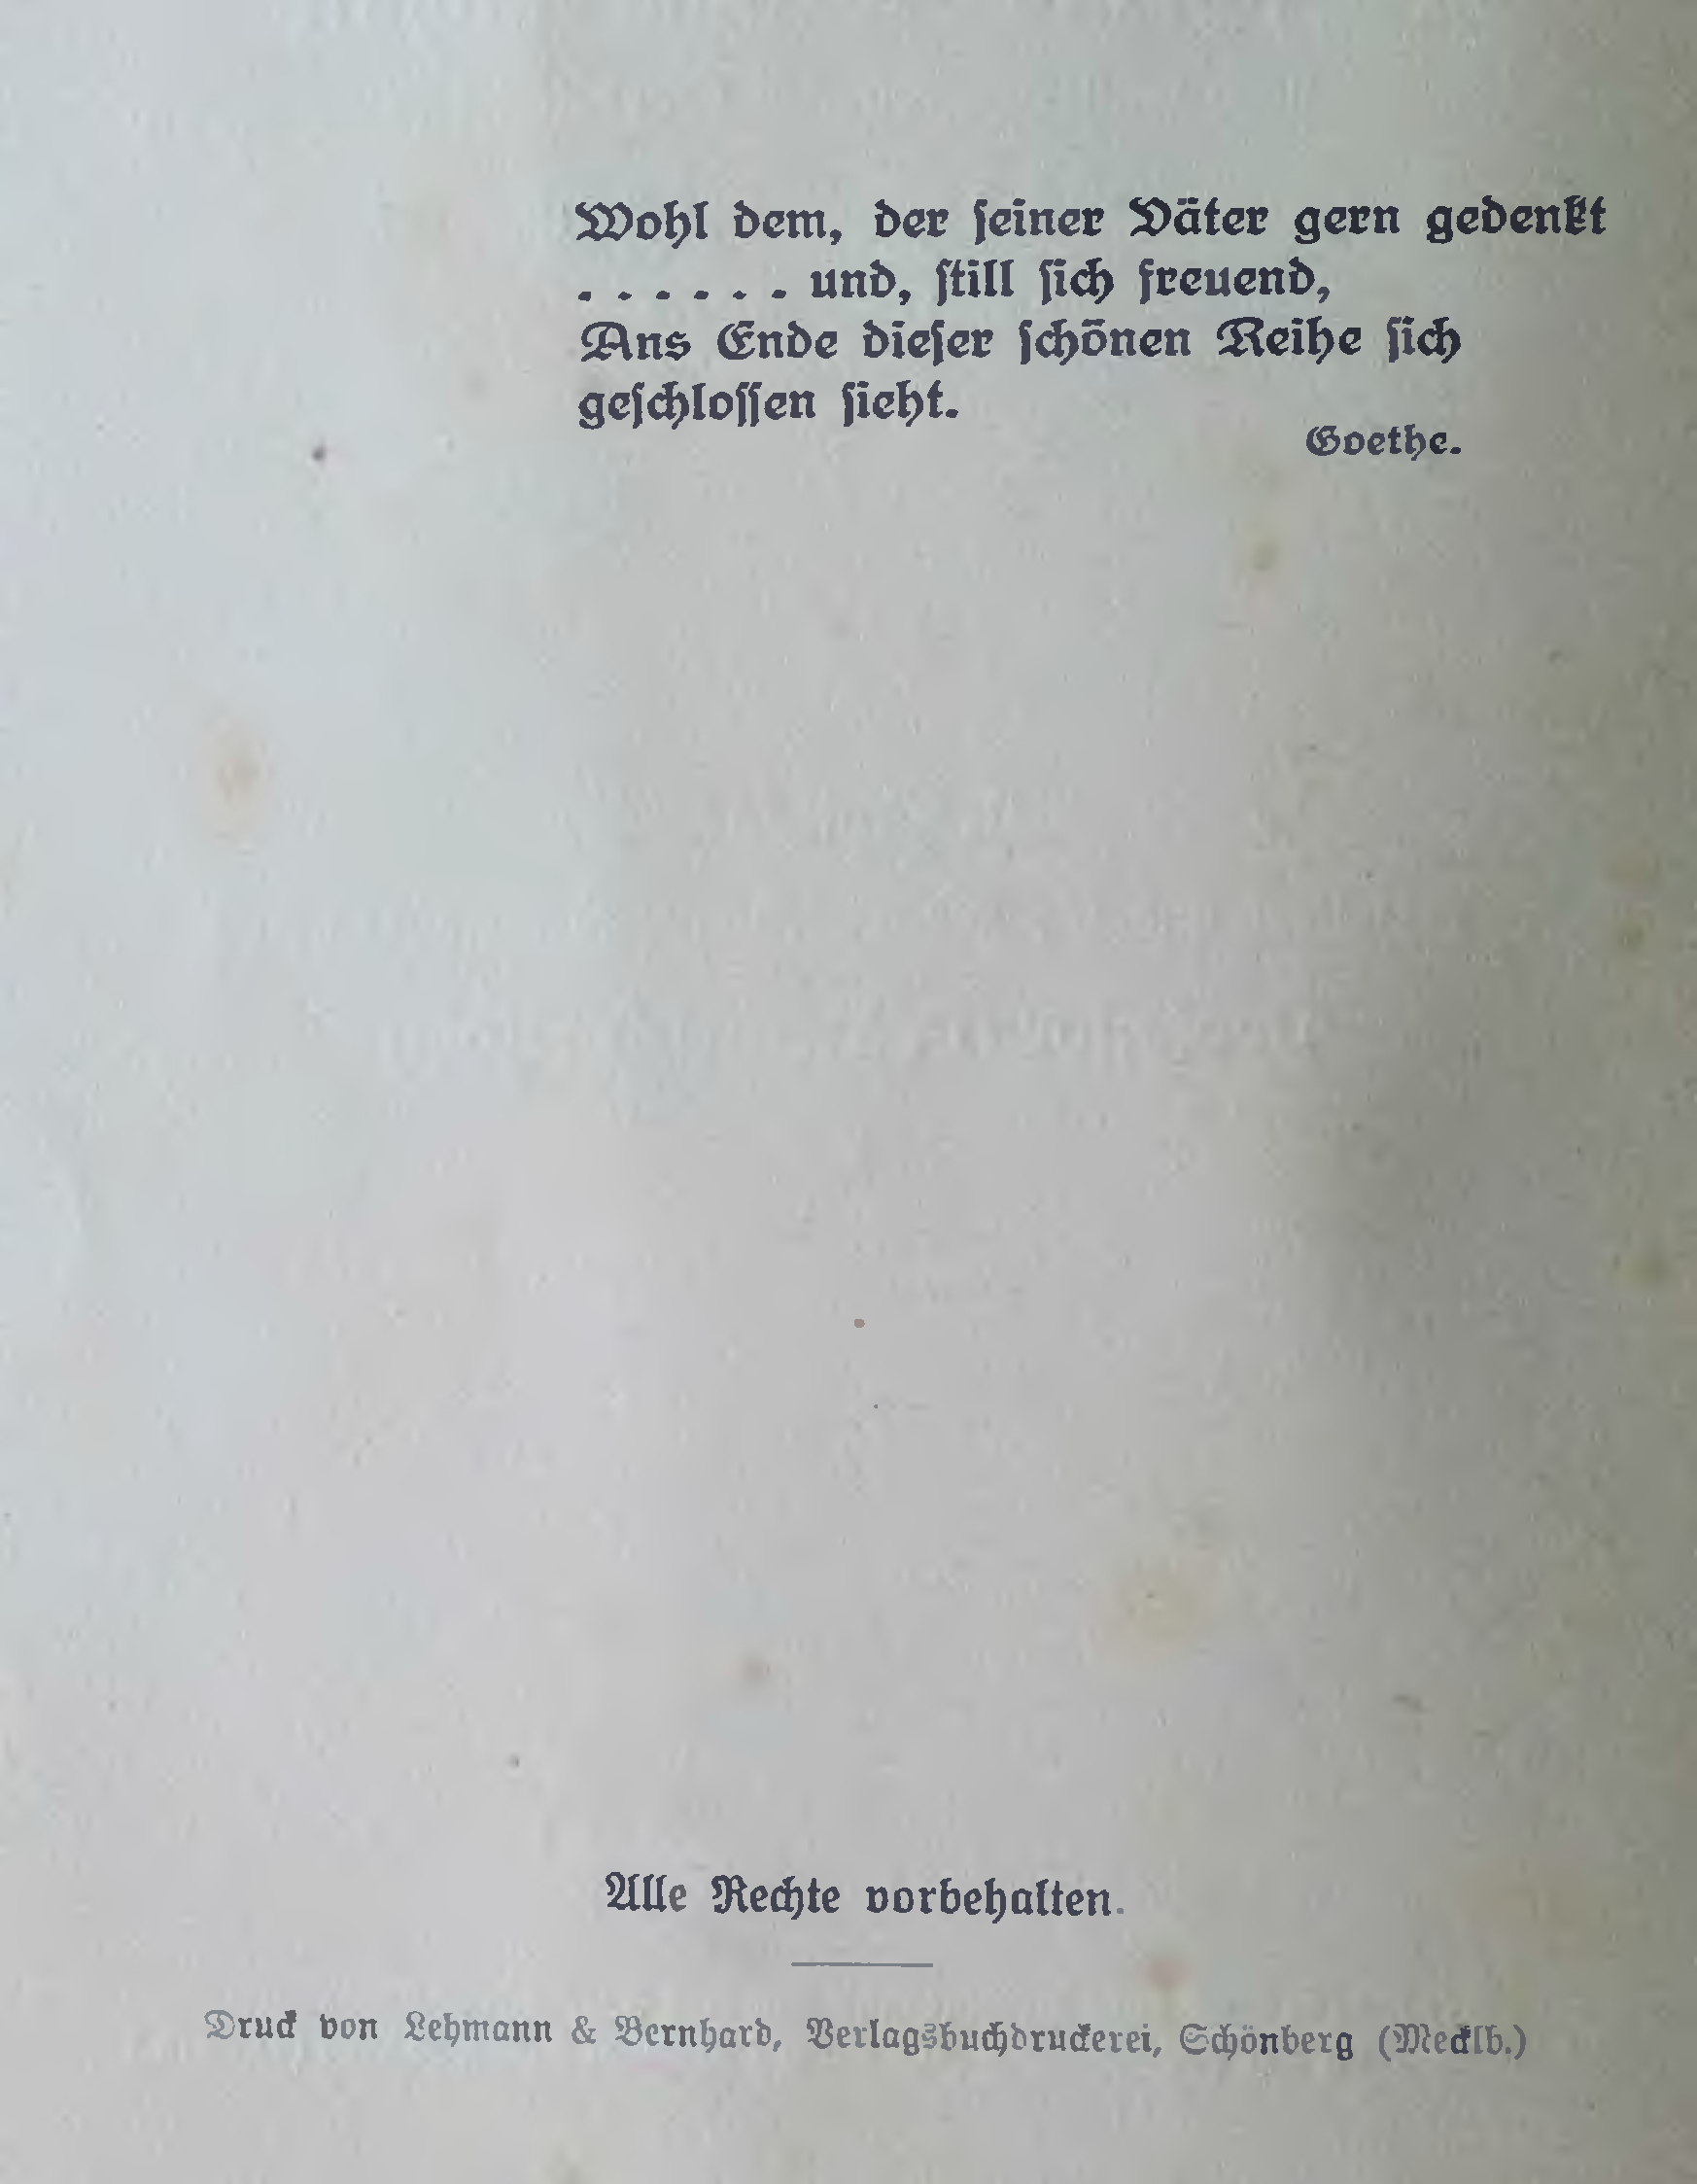 Wohl dem, der seiner Väter gern gedenkt
. . . . . . und, still sich freuend,
Ans Ende dieser schönen Reihe sich
geschlossen sieht.
Goethe.
Alle Rechte vorbehalten.
Druck von Lehmann & Bernhard, Verlagsbuchdruckerei, Schönberg (Mecklb.)